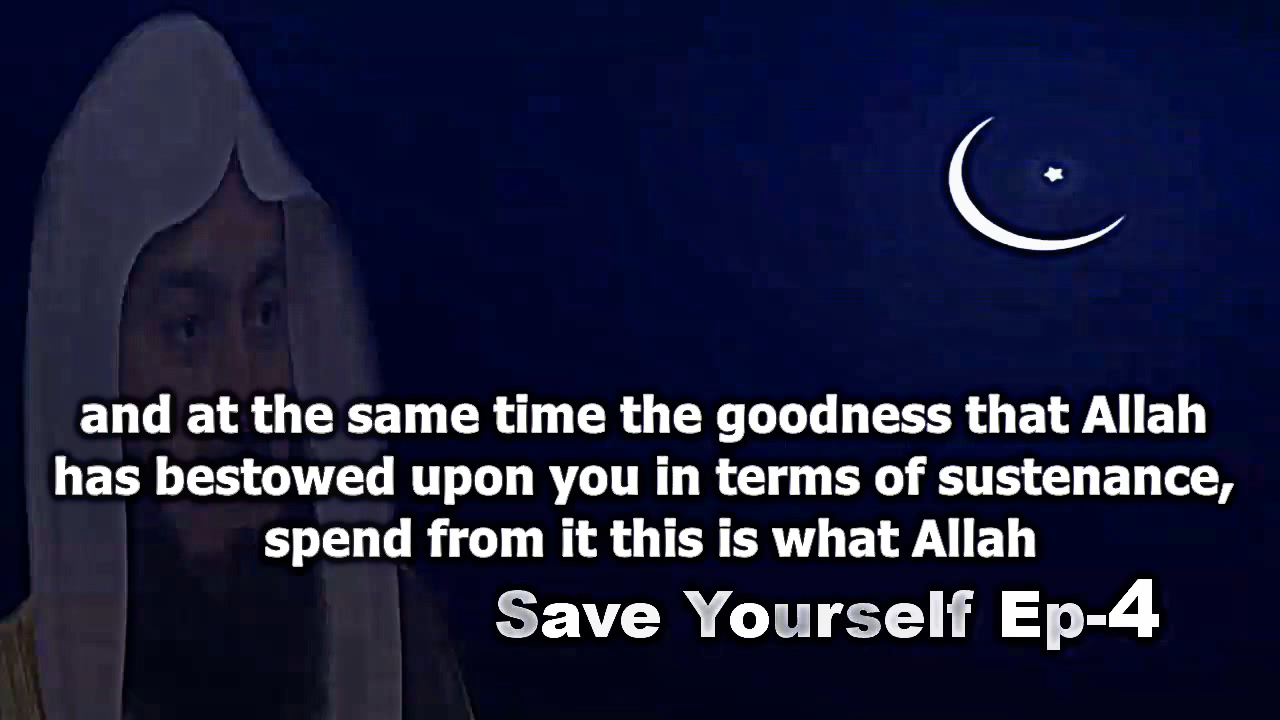 and at the same time the goodness that Allah
has bestowed upon you in terms of sustenance,
spend from it this is what Allah
Save Yourself Ep-4